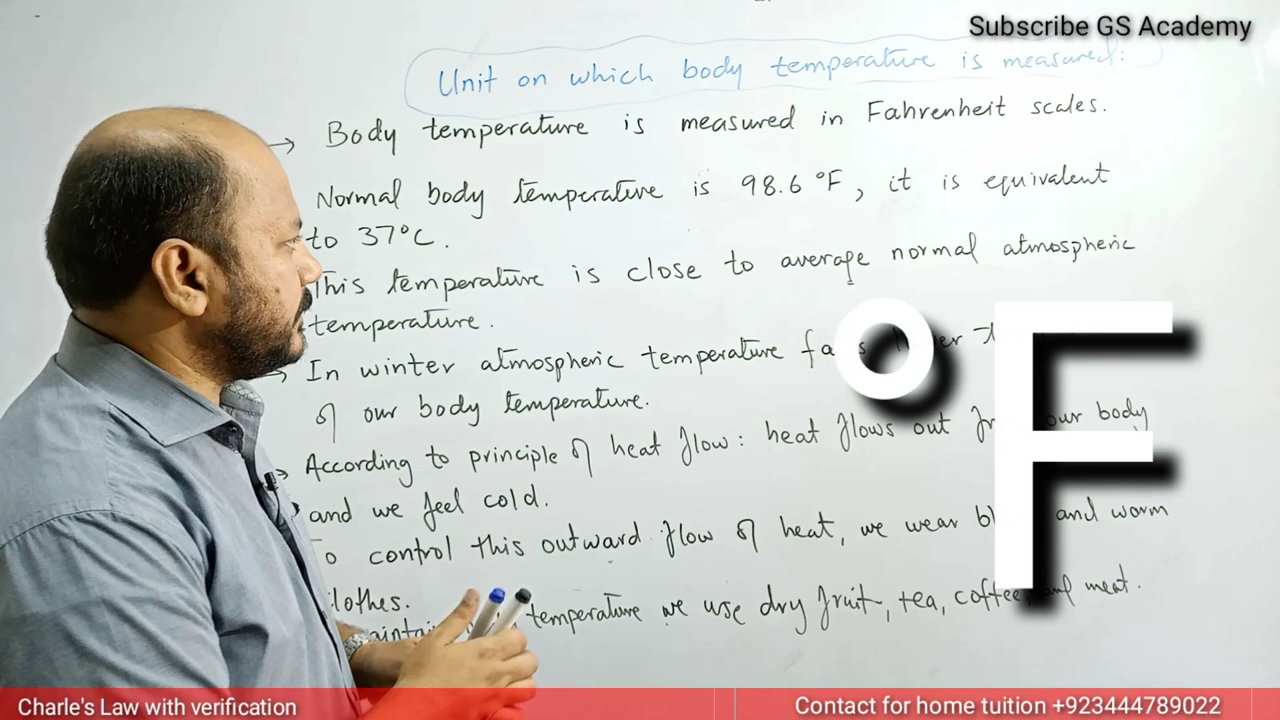 Subscribe GS Academy
Unit on which body temperature is measured:
→ Body temperature is measured in Fahrenheit scales.
Normal body temperature is 98.6 °F, it is equivalent
to 37°C.
This temperature is close to average normal atmospheric
temperature.
→ In winter atmospheric temperature
of our body temperature.
→ According to principle of heat flow: heat flows out our body
and we feel cold.
To control this outward flow of heat, we wear and worm
clothes.
temperature we use dry fruit, tea, coffee and meat.
°F
Charle's Law with verification
Contact for home tuition +923444789022